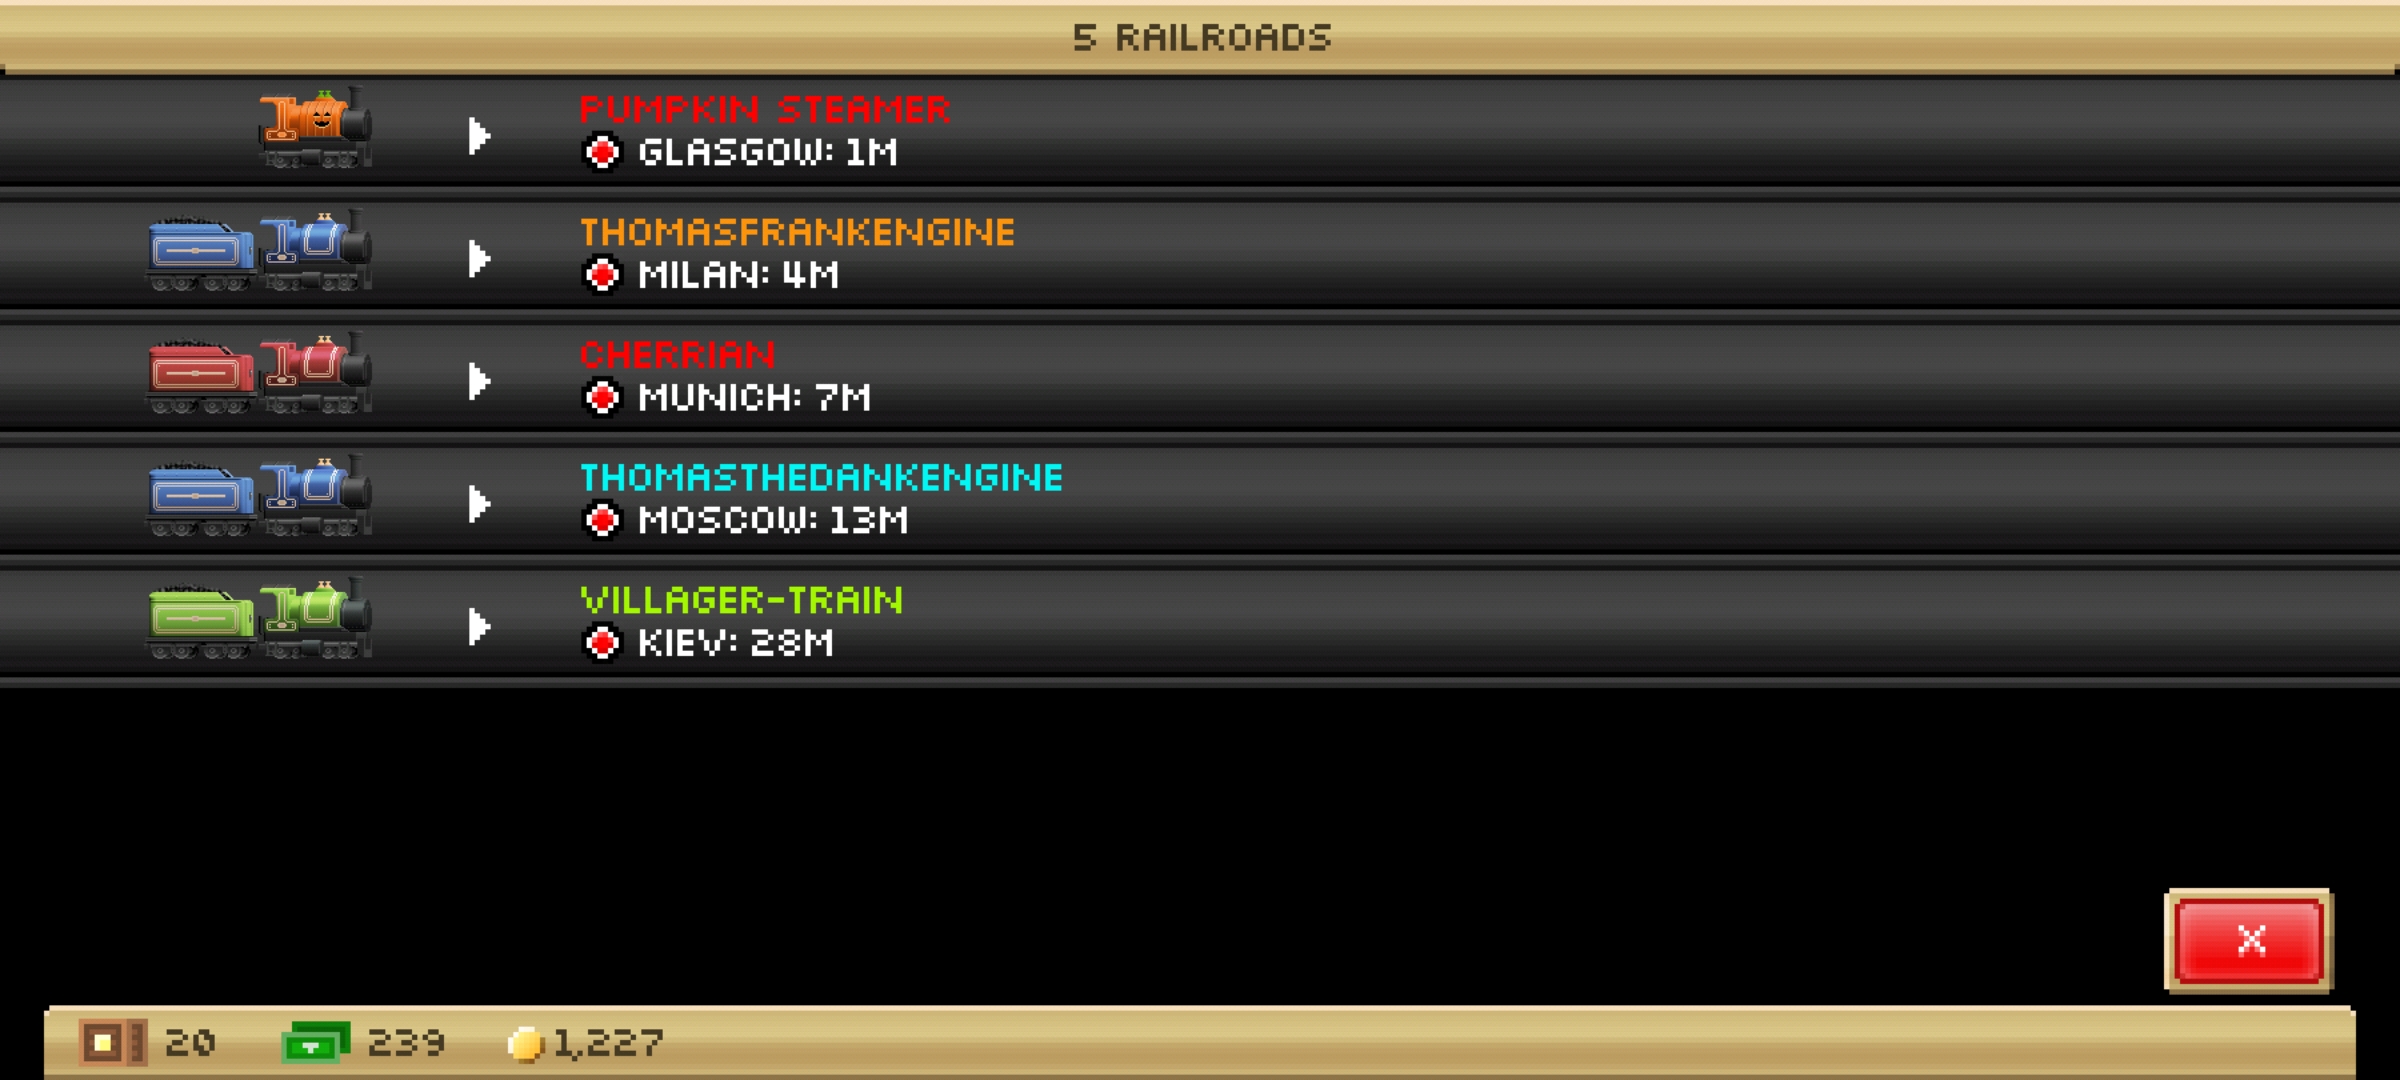 5 RAILROADS
PUMPKIN STEAMER
GLASGOW: 1M
THOMASFRANKENGINE
MILAN: 4M
CHERRIAN
MUNICH: 7M
THOMASTHEDANKENGINE
MOSCOW: 13M
VILLAGER-TRAIN
KIEV: 28M
X
20 239 1,227